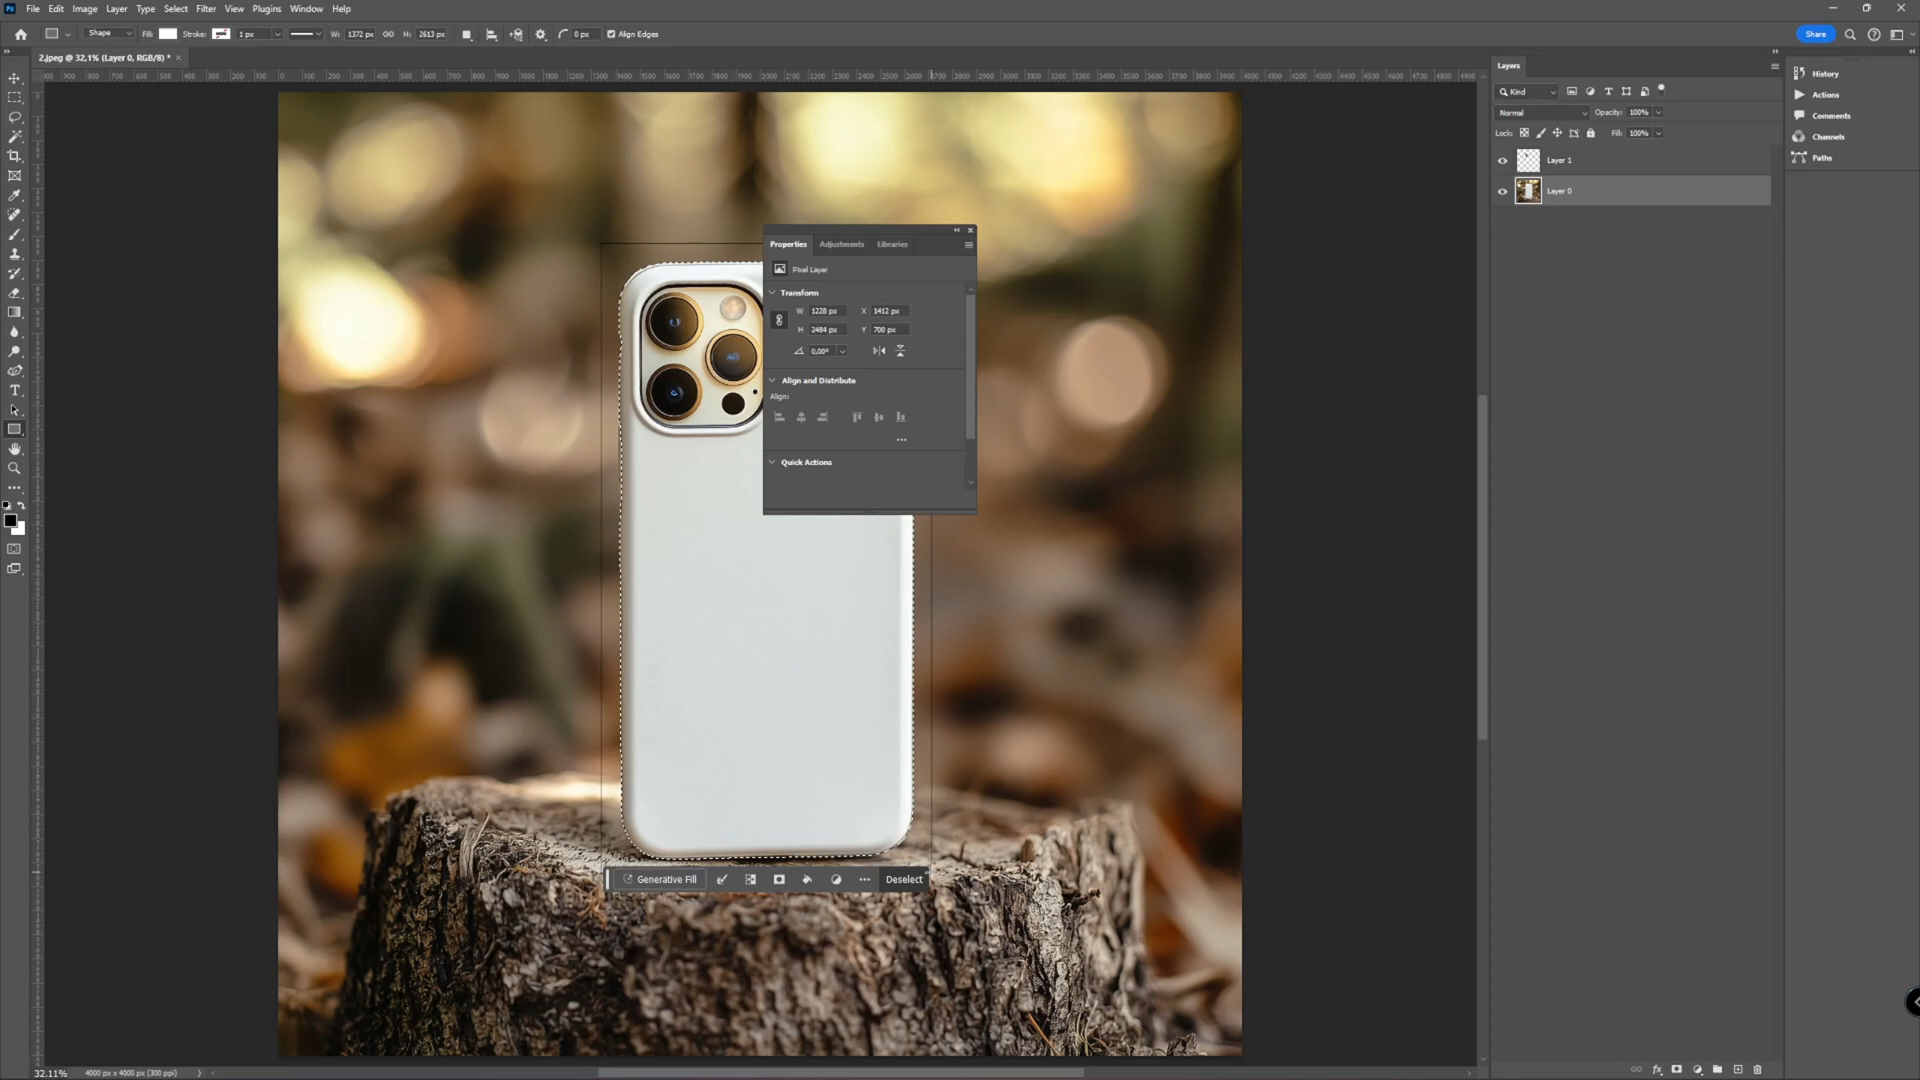 Ps File Edit Image Layer Type Select Filter View Plugins Window Help
Shape Fill: Stroke: 1 px W: 1372 px H: 2613 px 0 px Align Edges Share
2.jpeg @ 32,1% (Layer 0, RGB/8) *
Layers
Kind
Normal Opacity: 100%
Lock: Fill: 100%
Layer 1
Layer 0
History
Actions
Comments
Channels
Paths
Properties Adjustments Libraries
Pixel Layer
Transform
W 1228 px X 1412 px
H 2484 px Y 700 px
0,00°
Align and Distribute
Align:
Quick Actions
Generative Fill Deselect
32.11% 4000 px x 4000 px (300 ppi)